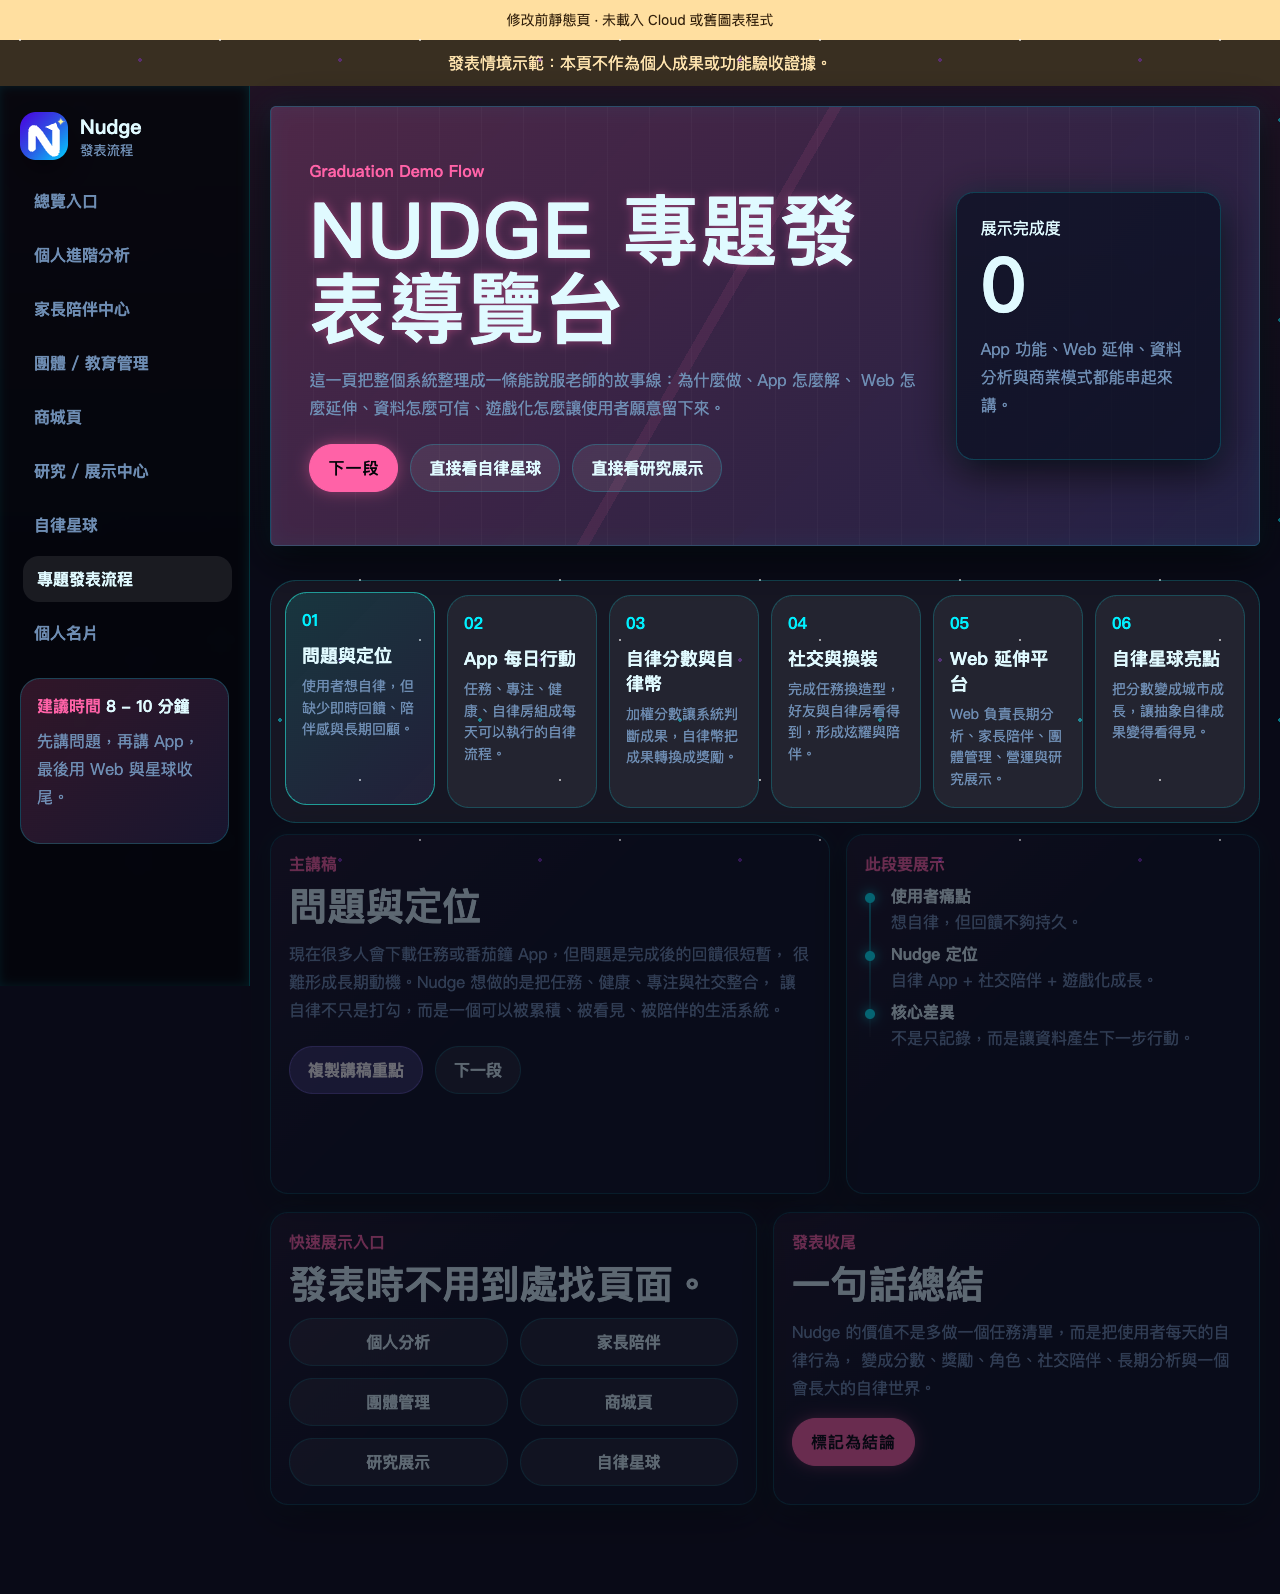 修改前靜態頁 · 未載入 Cloud 或舊圖表程式
發表情境示範：本頁不作為個人成果或功能驗收證據。
Nudge
發表流程
總覽入口
個人進階分析
家長陪伴中心
團體 / 教育管理
商城頁
研究 / 展示中心
自律星球
專題發表流程
個人名片
建議時間 8 – 10 分鐘
先講問題，再講 App，
最後用 Web 與星球收
尾。
Graduation Demo Flow
NUDGE 專題發
表導覽台
這一頁把整個系統整理成一條能說服老師的故事線：為什麼做、App 怎麼解、 Web 怎
麼延伸、資料怎麼可信、遊戲化怎麼讓使用者願意留下來。
下一段
直接看自律星球
直接看研究展示
展示完成度
0
App 功能、Web 延伸、資料
分析與商業模式都能串起來
講。
01
問題與定位
使用者想自律，但
缺少即時回饋、陪
伴感與長期回顧。
02
App 每日行動
任務、專注、健
康、自律房組成每
天可以執行的自律
流程。
03
自律分數與自
律幣
加權分數讓系統判
斷成果，自律幣把
成果轉換成獎勵。
04
社交與換裝
完成任務換造型，
好友與自律房看得
到，形成炫耀與陪
伴。
05
Web 延伸平
台
Web 負責長期分
析、家長陪伴、團
體管理、營運與研
究展示。
06
自律星球亮點
把分數變成城市成
長，讓抽象自律成
果變得看得見。
主講稿
問題與定位
現在很多人會下載任務或番茄鐘 App，但問題是完成後的回饋很短暫， 很
難形成長期動機。Nudge 想做的是把任務、健康、專注與社交整合， 讓
自律不只是打勾，而是一個可以被累積、被看見、被陪伴的生活系統。
複製講稿重點
下一段
此段要展示
使用者痛點
想自律，但回饋不夠持久。
Nudge 定位
自律 App + 社交陪伴 + 遊戲化成長。
核心差異
不是只記錄，而是讓資料產生下一步行動。
快速展示入口
發表時不用到處找頁面。
個人分析
家長陪伴
團體管理
商城頁
研究展示
自律星球
發表收尾
一句話總結
Nudge 的價值不是多做一個任務清單，而是把使用者每天的自
律行為， 變成分數、獎勵、角色、社交陪伴、長期分析與一個
會長大的自律世界。
標記為結論